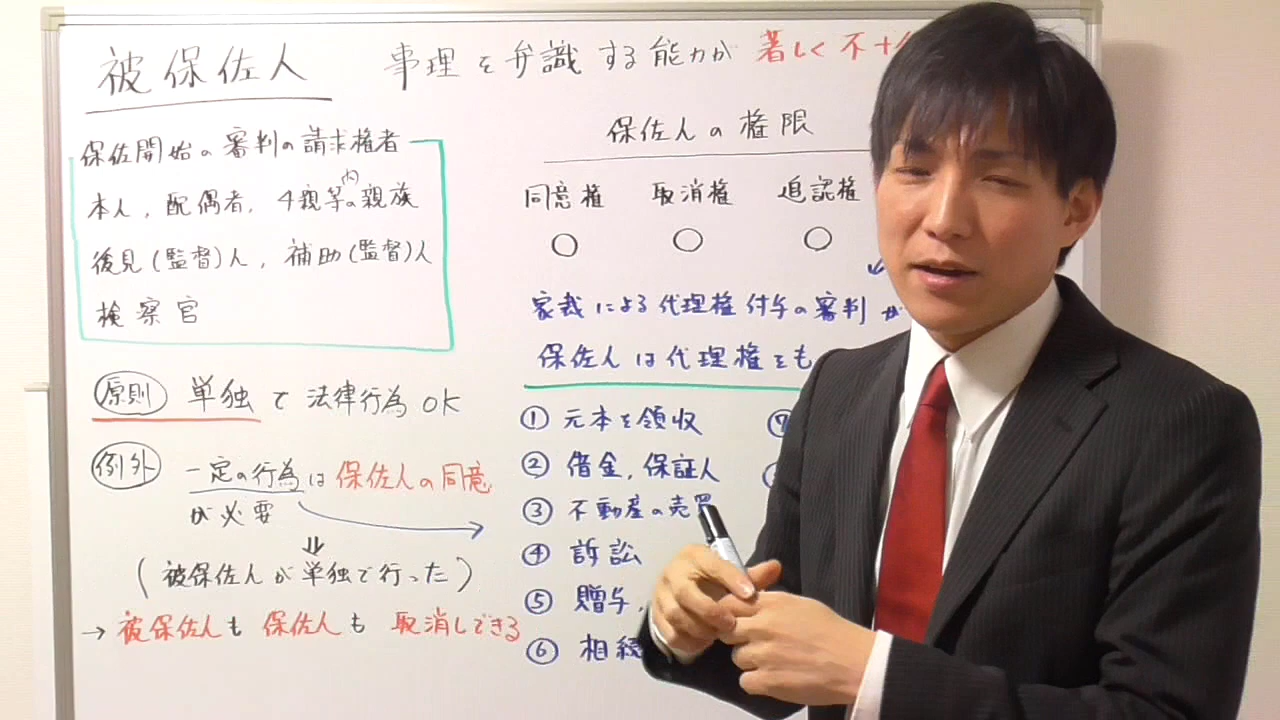 被保佐人
事理を弁識する能力が 著しく不十
保佐開始の審判の請求権者
本人, 配偶者, 4親等内の親族
後見(監督)人, 補助(監督)人
検察官
原則 単独で法律行為OK
例外 一定の行為は保佐人の同意
が必要
⇓
(被保佐人が単独で行った)
→ 被保佐人も 保佐人も 取消しできる
保佐人の権限
同意権 取消権 追認権
○ ○ ○
家裁による代理権付与の審判が
保佐人は代理権をも
① 元本を領収
② 借金, 保証人
③ 不動産の売買
④ 訴訟
⑤ 贈与,
⑥ 相続
⑦